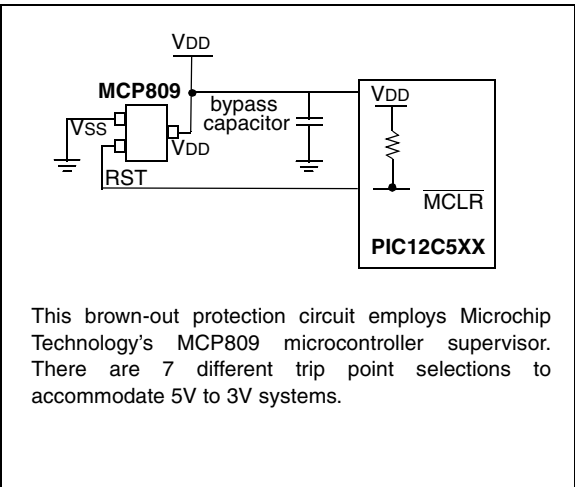 VDD
MCP809
VDD
bypass
capacitor
VSS
VDD
RST
MCLR
PIC12C5XX
This brown-out protection circuit employs Microchip
Technology's MCP809 microcontroller supervisor.
There are 7 different trip point selections to
accommodate 5V to 3V systems.